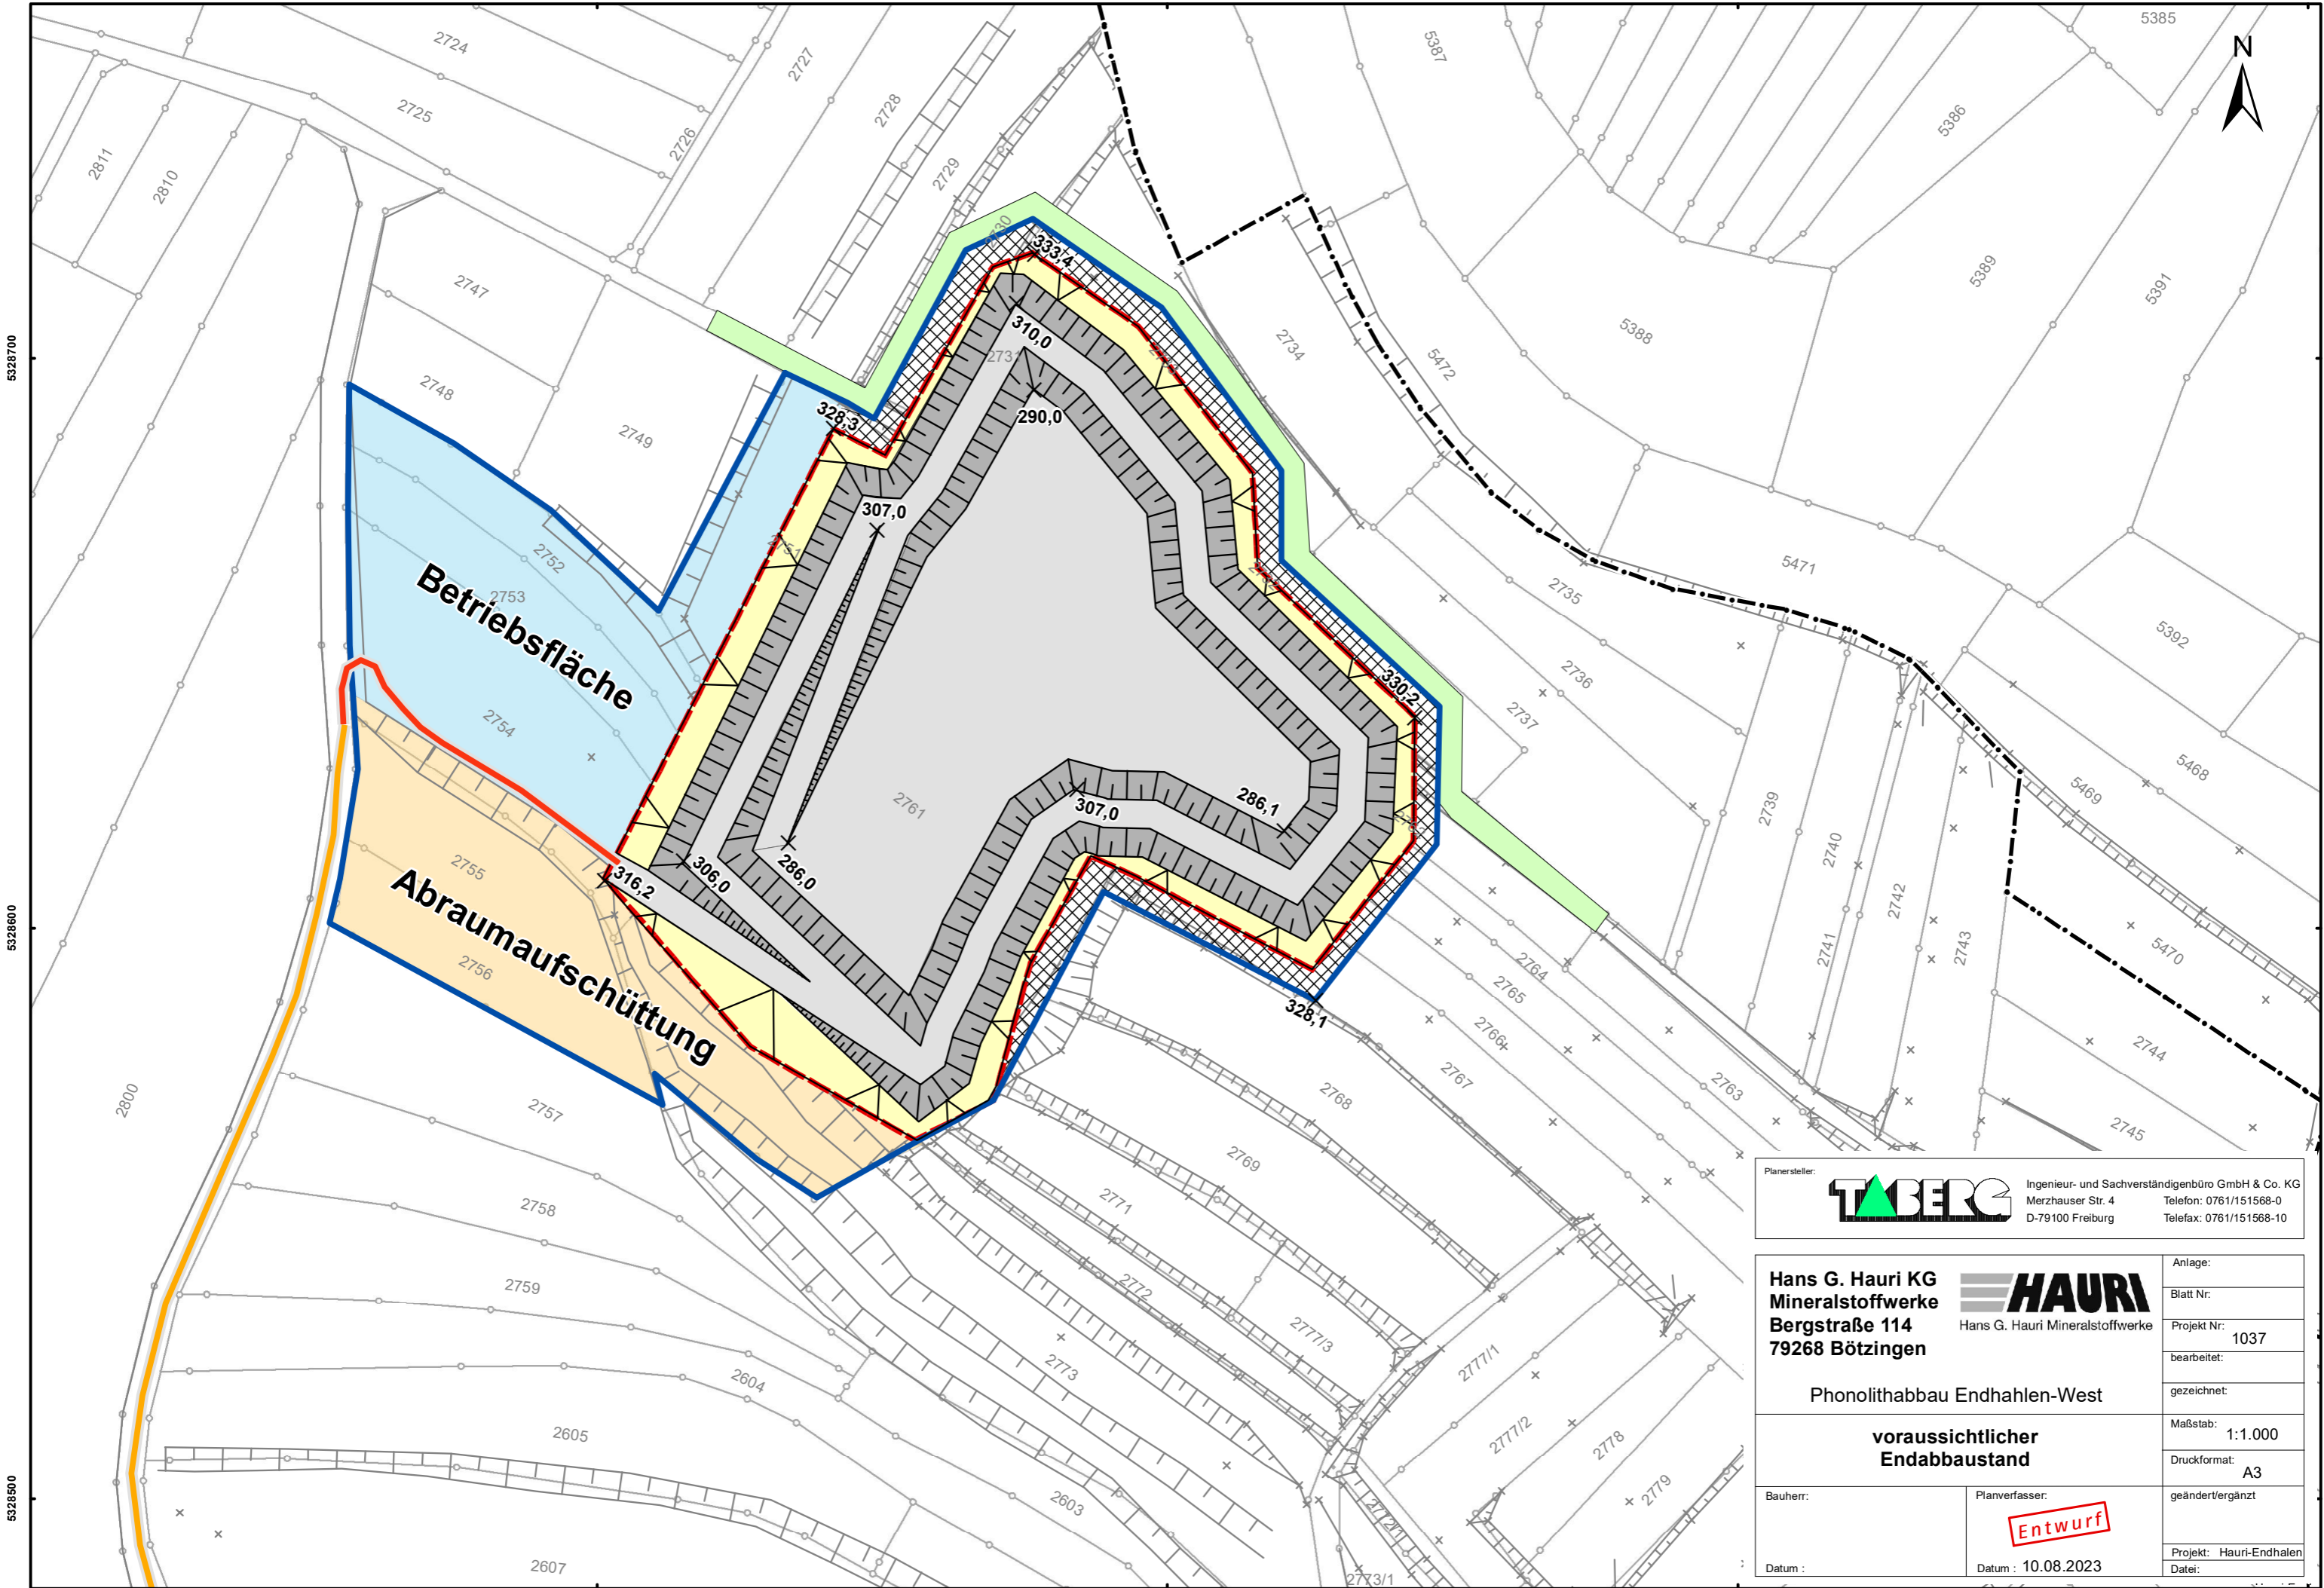 5385
2724
5387
N
2727
2725
2728
5386
2726
2811
2729
2810
2730
5389
5391
333,4
2747
5328700
310,0
2731
2734
5388
5472
2748
290,0
328,3
2749
307,0
2751
2752
5471
2753
2735
Betriebsfläche
5392
2736
330,2
2754
2737
5468
5469
2761
286,1
307,0
2739
2740
2755
316,2
306,0
286,0
Abraumaufschüttung
5328600
2742
2756
2764
2741
2743
5470
2765
328,1
2766
2744
2767
2763
2800
2757
2768
2745
2769
2771
2758
2759
2772
2777/3
2777/1
2773
2604
2605
2777/2
2778
2779
5328500
2603
2772/1
2607
2773/1
Planersteller:
TABERG
Ingenieur- und Sachverständigenbüro GmbH & Co. KG
Merzhauser Str. 4 Telefon: 0761/151568-0
D-79100 Freiburg Telefax: 0761/151568-10
Hans G. Hauri KG
Mineralstoffwerke
Bergstraße 114
79268 Bötzingen
HAURI
Hans G. Hauri Mineralstoffwerke
Phonolithabbau Endhahlen-West
voraussichtlicher
Endabbaustand
Anlage:
Blatt Nr:
Projekt Nr:
1037
bearbeitet:
gezeichnet:
Maßstab:
1:1.000
Druckformat:
A3
geändert/ergänzt
Bauherr:
Planverfasser:
Entwurf
Datum :
Datum : 10.08.2023
Projekt: Hauri-Endhalen
Datei: